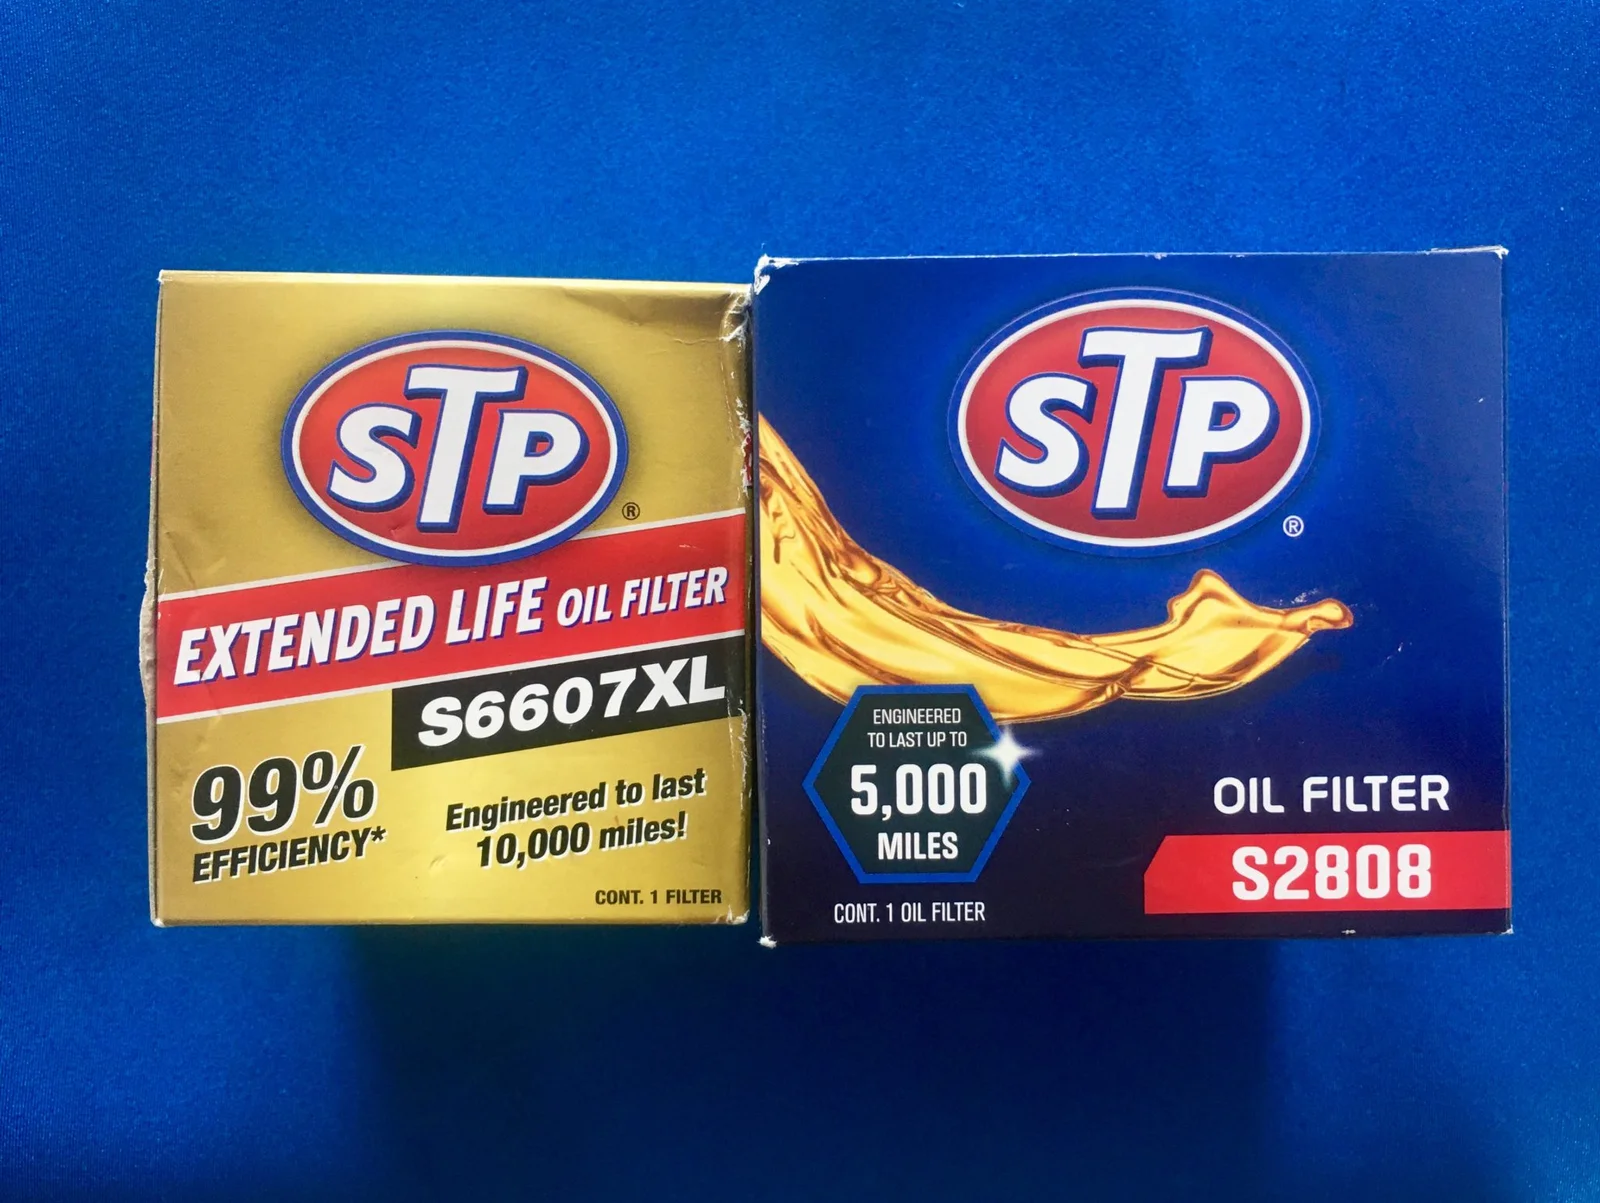 STP
®
EXTENDED LIFE OIL FILTER
S6607XL
99%
EFFICIENCY*
Engineered to last
10,000 miles!
CONT. 1 FILTER
STP
®
ENGINEERED
TO LAST UP TO
5,000
MILES
CONT. 1 OIL FILTER
OIL FILTER
S2808